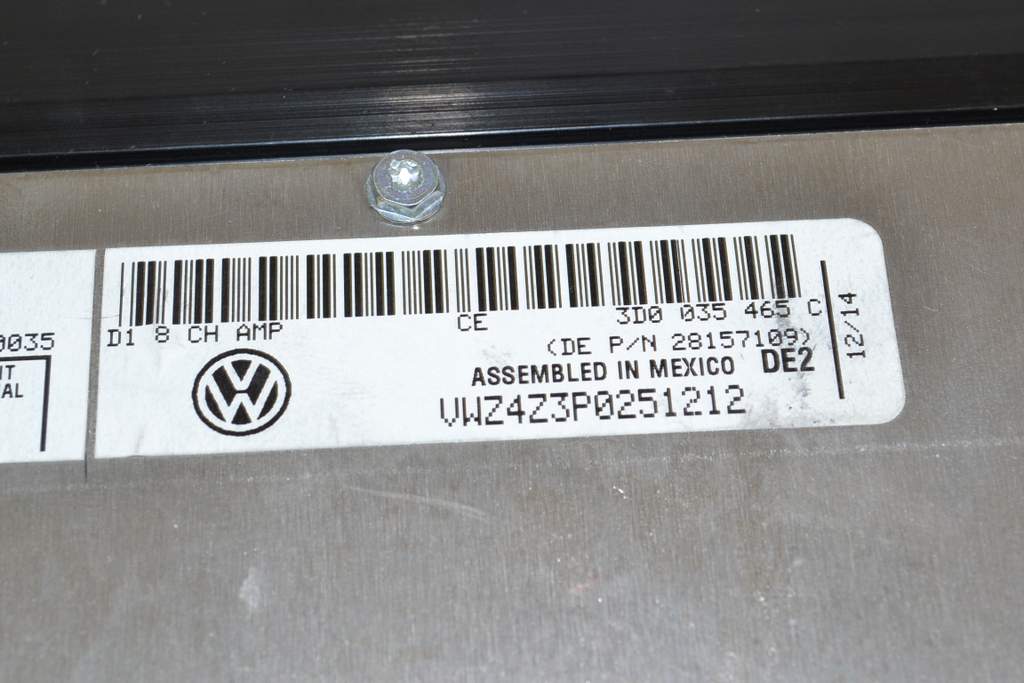 0035
AL
D1 8 CH AMP
CE
3D0 035 465 C
(DE P/N 28157109)
ASSEMBLED IN MEXICO DE2
VWZ4Z3P0251212
12/14